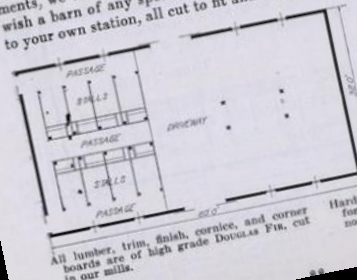 ments, we
wish a barn of any
to your own station, all cut to fit and
PASSAGE
STALLS
PASSAGE
DRIVEWAY
STALLS
PASSAGE
60'.0"
All lumber, trim, finish, cornice, and corner
boards are of high grade DOUGLAS FIR, cut
in our mills.
Hard